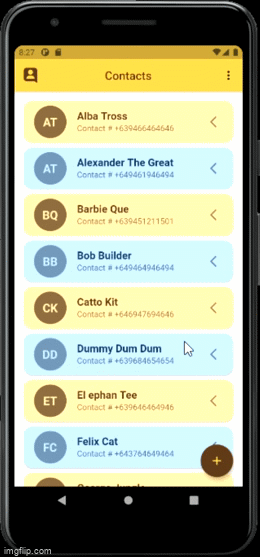 8:27
Contacts
AT
Alba Tross
Contact # +639466464646
AT
Alexander The Great
Contact # +649461946494
BQ
Barbie Que
Contact # +639451211501
BB
Bob Builder
Contact # +649464946494
CK
Catto Kit
Contact # +646947694646
DD
Dummy Dum Dum
Contact # +639684654654
ET
El ephan Tee
Contact # +639646464946
FC
Felix Cat
Contact # +643764649464
+
imgflip.com